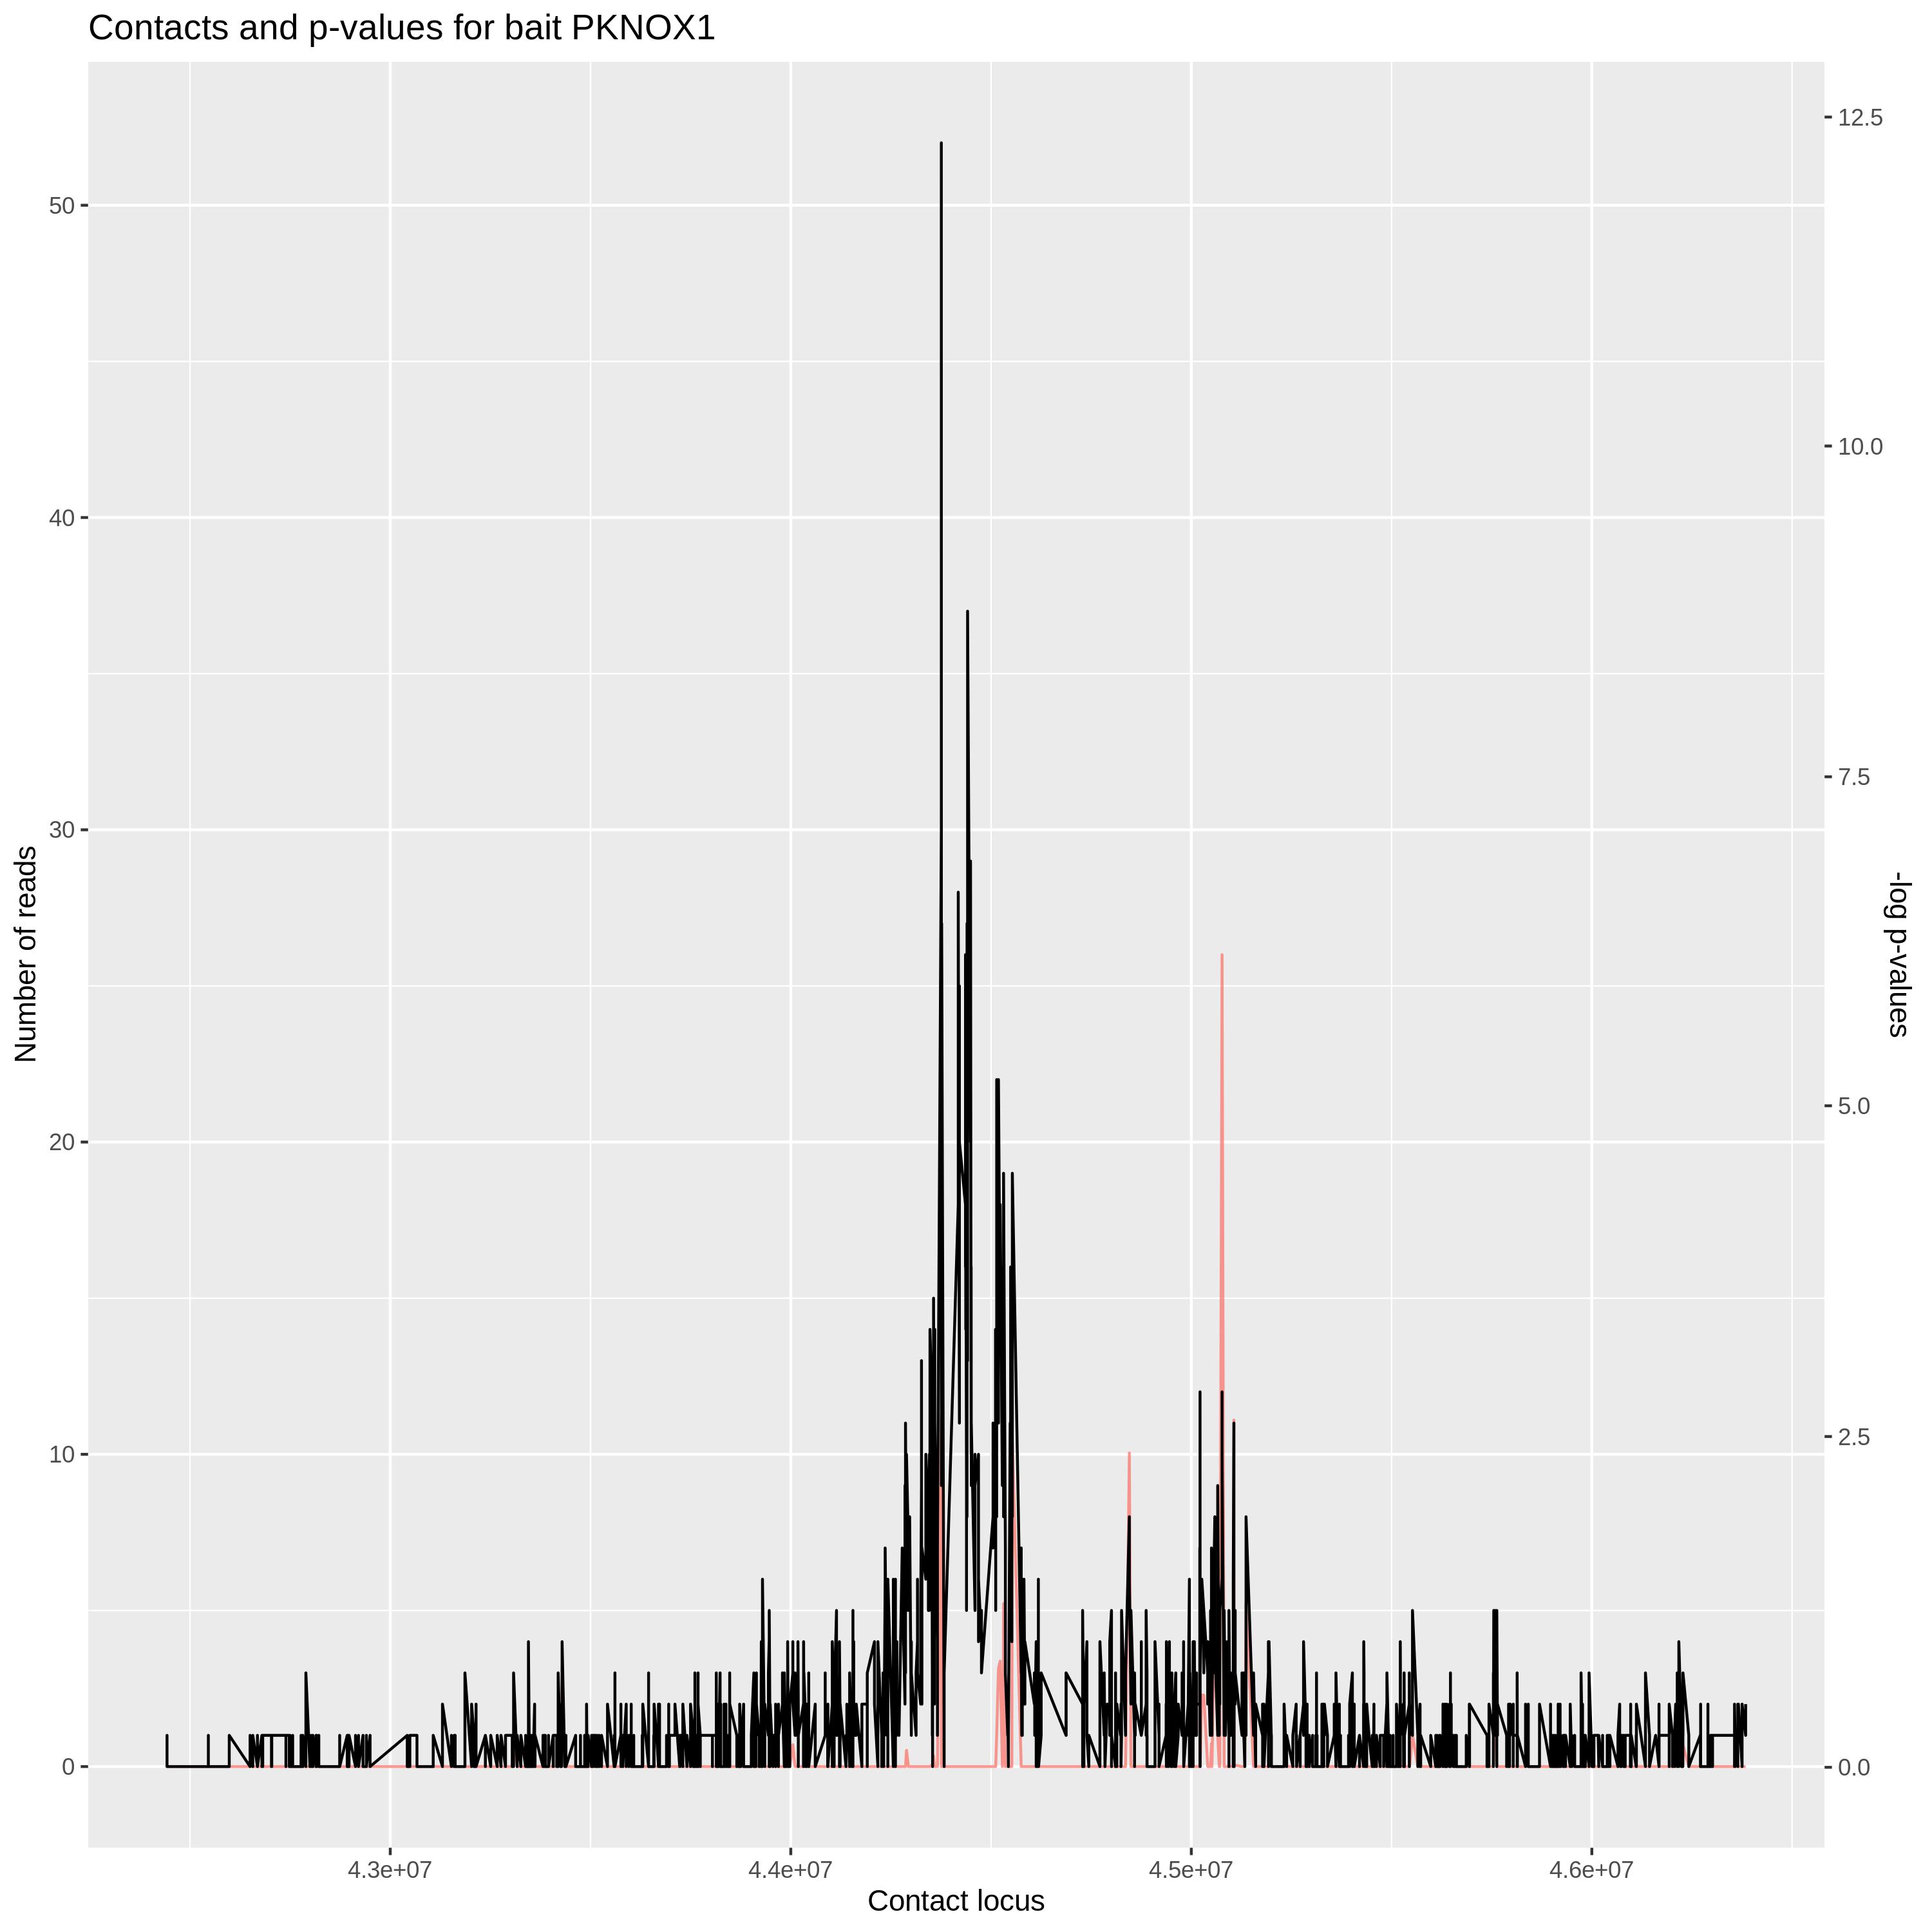 Contacts and p-values for bait PKNOX1
Number of reads
50
40
30
20
10
0
12.5
10.0
7.5
5.0
2.5
0.0
-log p-values
4.3e+07 4.4e+07 4.5e+07 4.6e+07
Contact locus